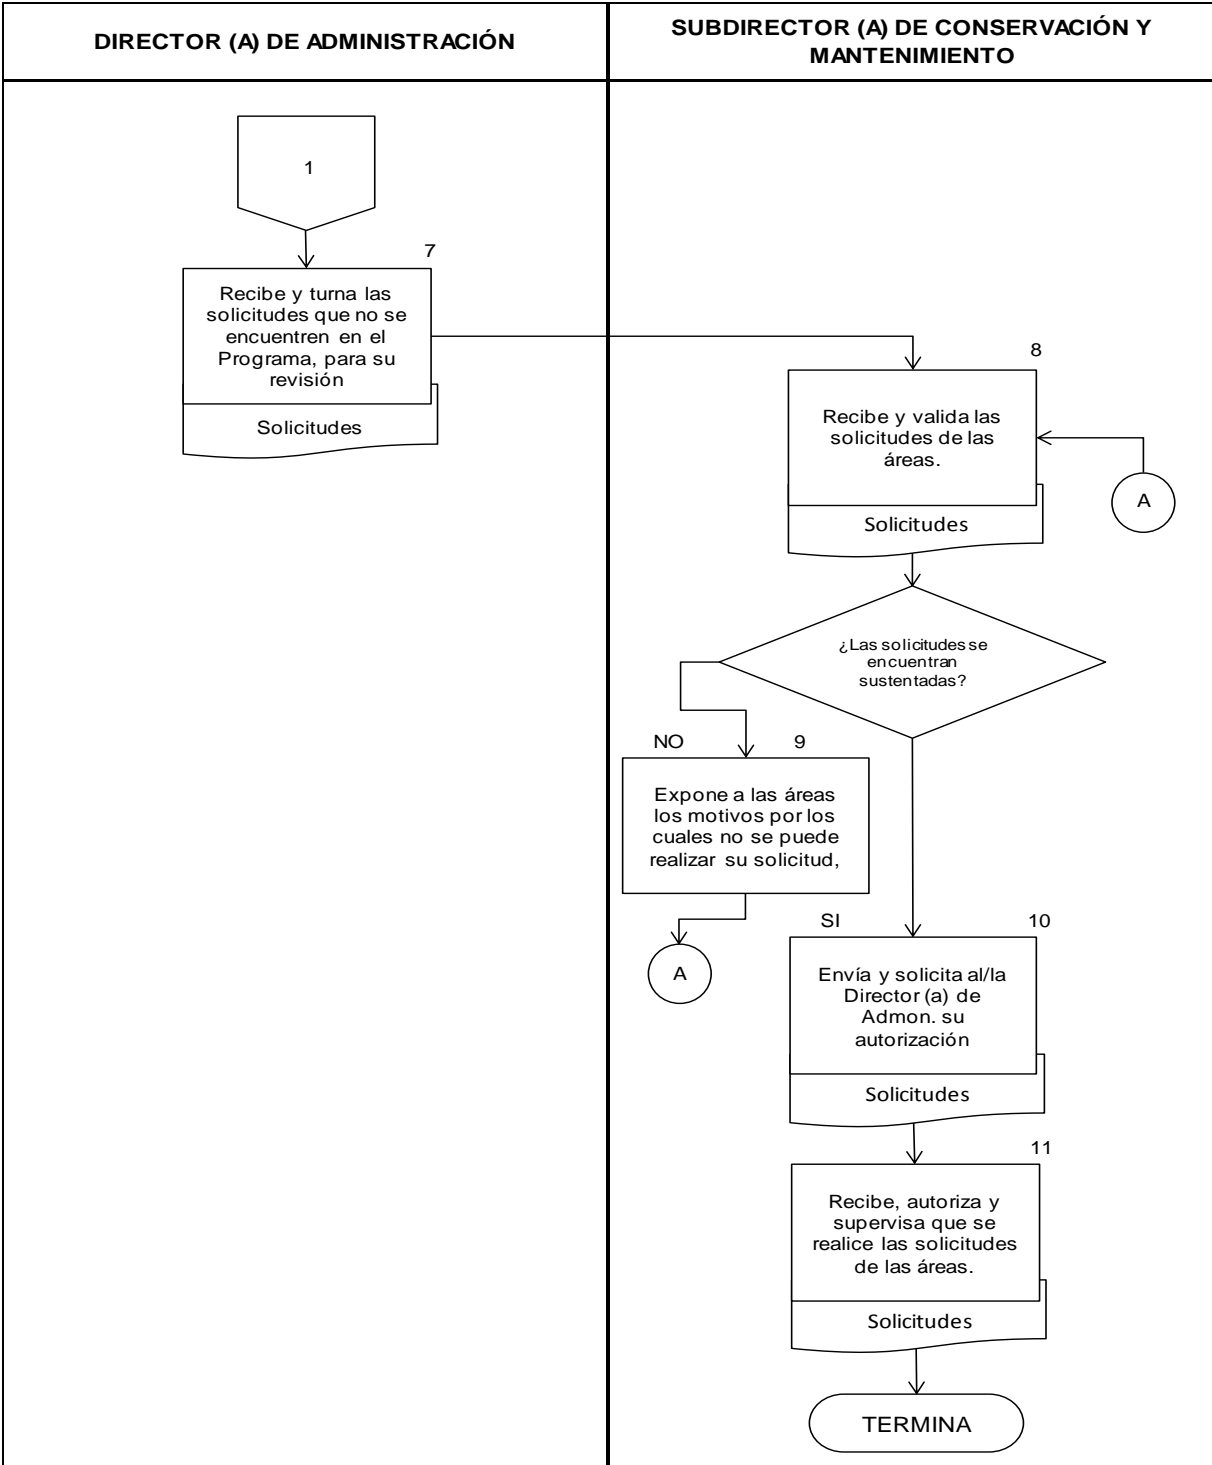 DIRECTOR (A) DE ADMINISTRACIÓN
SUBDIRECTOR (A) DE CONSERVACIÓN Y
MANTENIMIENTO
1
7
Recibe y turna las
solicitudes que no se
encuentren en el
Programa, para su
revisión
Solicitudes
8
Recibe y valida las
solicitudes de las
áreas.
Solicitudes
A
¿Las solicitudes se
encuentran
sustentadas?
NO
9
Expone a las áreas
los motivos por los
cuales no se puede
realizar su solicitud,
A
SI
10
Envía y solicita al/la
Director (a) de
Admon. su
autorización
Solicitudes
11
Recibe, autoriza y
supervisa que se
realice las solicitudes
de las áreas.
Solicitudes
TERMINA